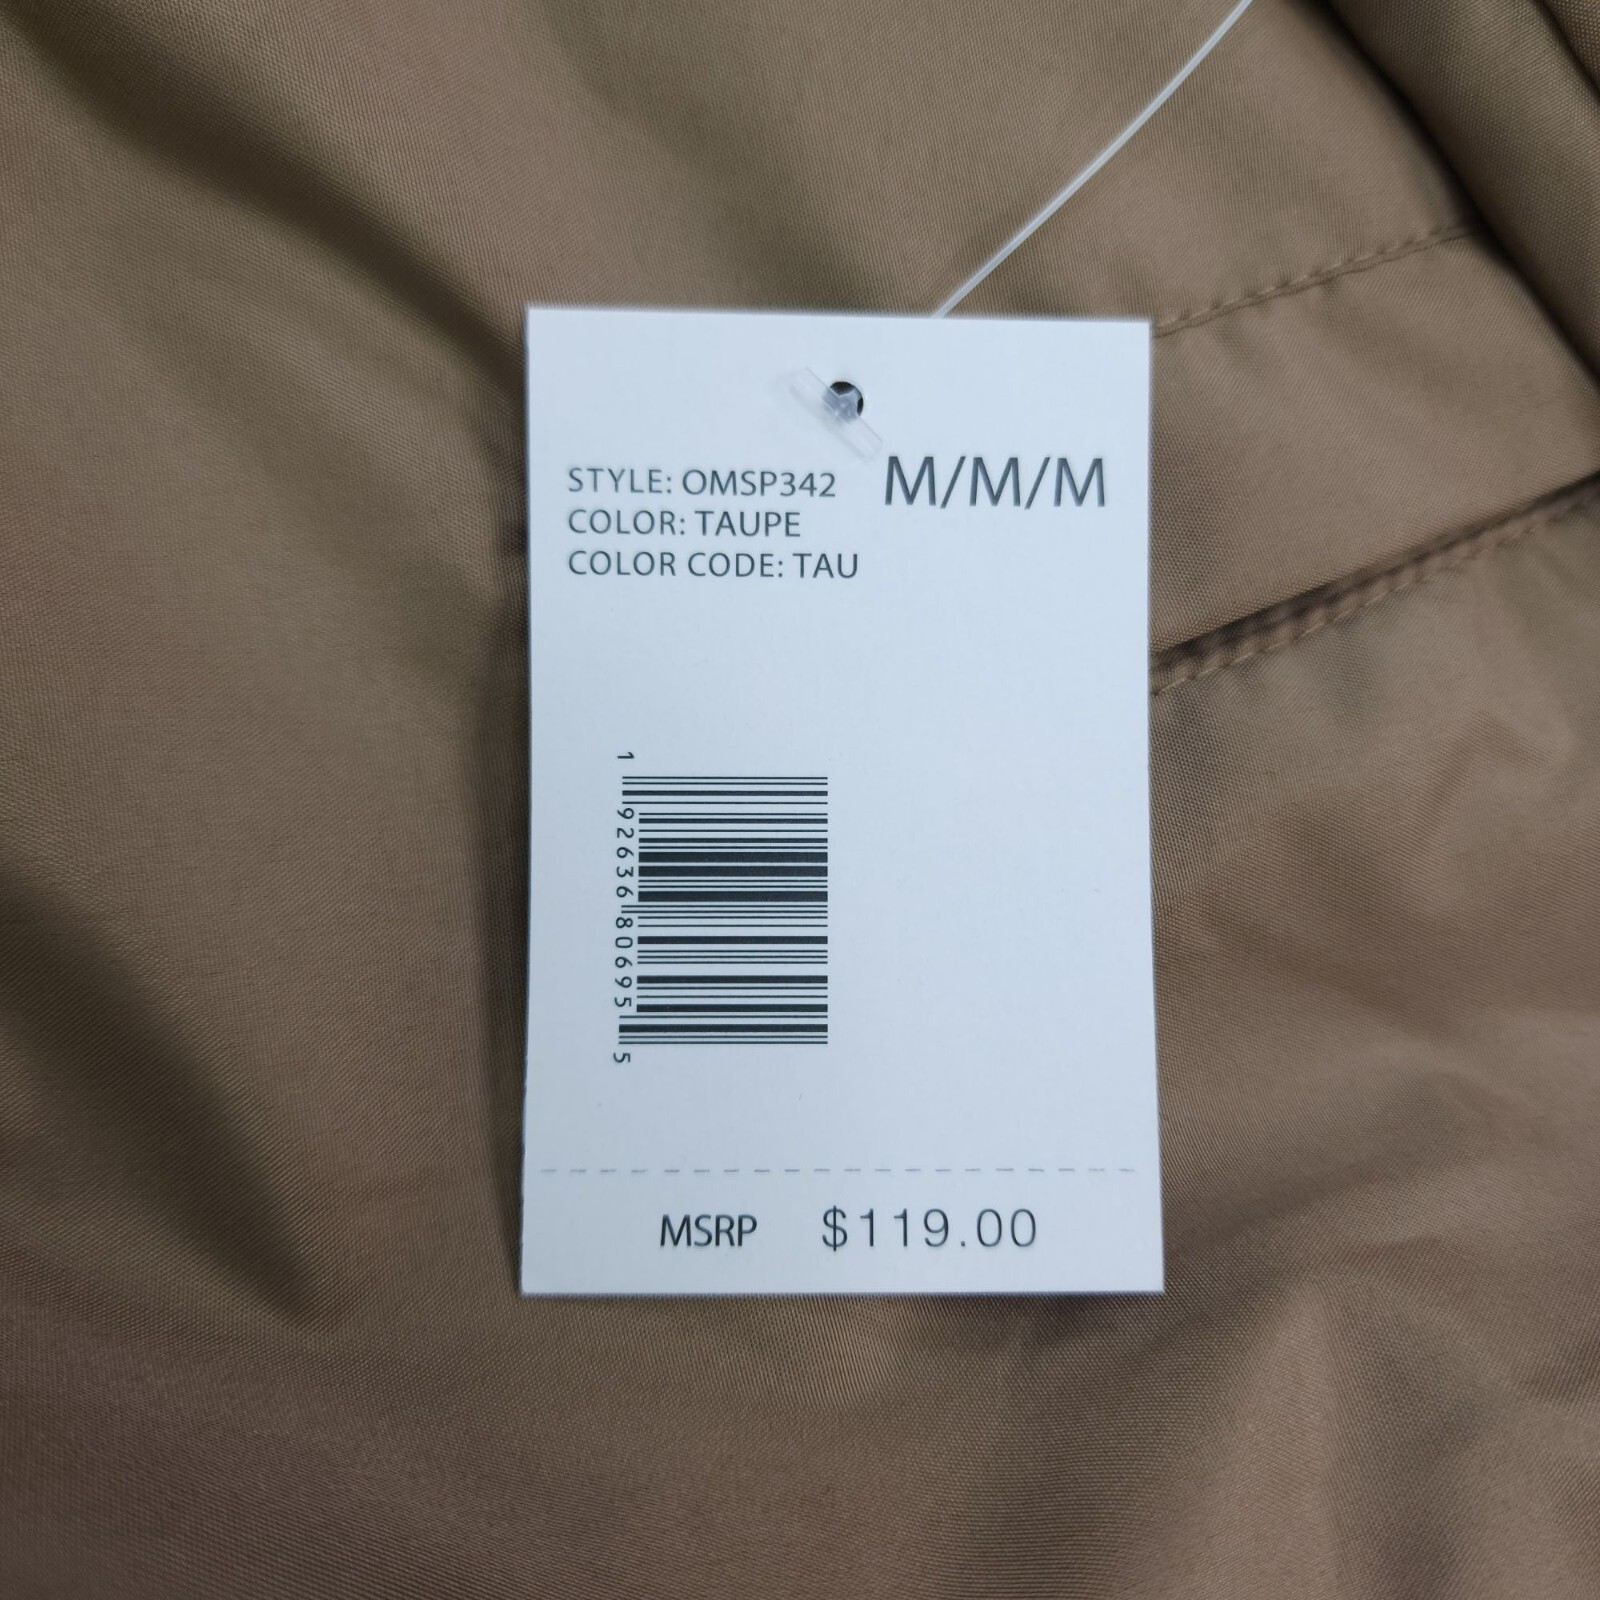 STYLE: OMSP342
M/M/M
COLOR: TAUPE
COLOR CODE: TAU
1 92636 80695 5
MSRP $119.00